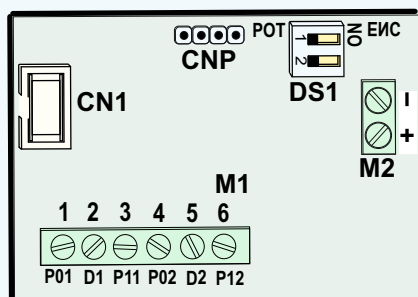 POT
ON
EИC
1
2
CNP
DS1
CN1
-
+
M2
M1
1 2 3 4 5 6
P01 D1 P11 P02 D2 P12